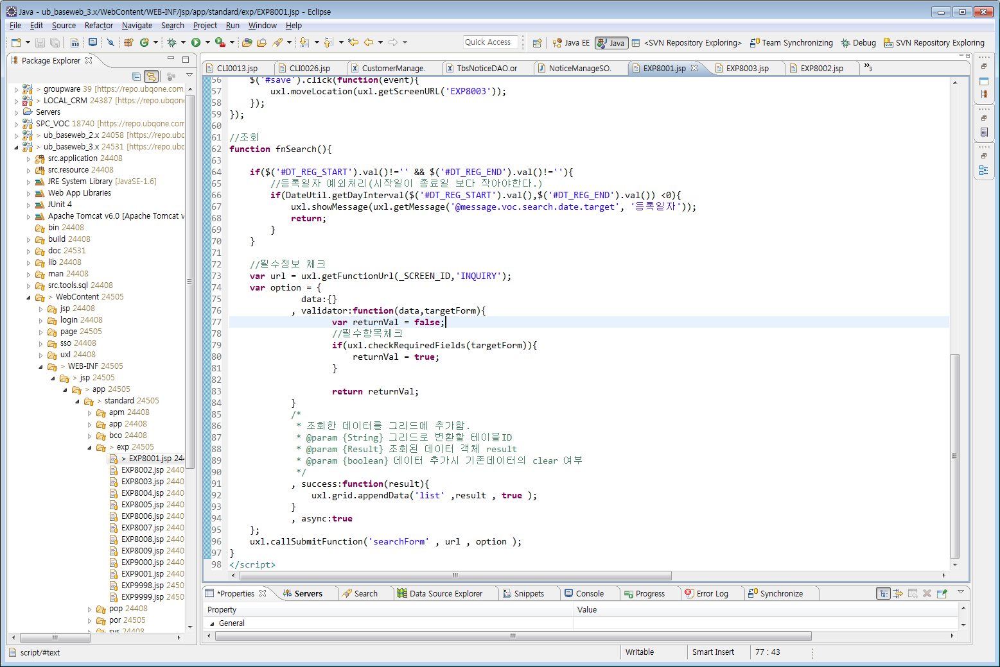 Java - ub_baseweb_3.x/WebContent/WEB-INF/jsp/app/standard/exp/EXP8001.jsp - Eclipse
File Edit Source Refactor Navigate Search Project Run Window Help
Quick Access Java EE Java <SVN Repository Exploring> Team Synchronizing Debug SVN Repository Exploring
Package Explorer
> groupware 39 [https://repo.ubqone.com,
> LOCAL_CRM 24387 [https://repo.ubqone
Servers
SPC_VOC 18740 [https://repo.ubqone.com
> ub_baseweb_2.x 24058 [https://repo.ubc
> ub_baseweb_3.x 24531 [https://repo.ubc
src.application 24408
src.resource 24408
JRE System Library [JavaSE-1.6]
Web App Libraries
JUnit 4
Apache Tomcat v6.0 [Apache Tomcat v
bin 24408
build 24408
doc 24531
lib 24408
man 24408
src.tools.sql 24408
> WebContent 24505
jsp 24408
login 24408
page 24505
sso 24408
uxl 24408
> WEB-INF 24505
> jsp 24505
> app 24505
> standard 24505
apm 24408
app 24408
bco 24408
> exp 24505
> EXP8001.jsp 244
EXP8002.jsp 2440
EXP8003.jsp 2440
EXP8004.jsp 2440
EXP8005.jsp 2440
EXP8006.jsp 2440
EXP8007.jsp 2440
EXP8008.jsp 2440
EXP8009.jsp 2440
EXP9000.jsp 2440
EXP9001.jsp 2440
EXP9998.jsp 2450
EXP9999.jsp 2450
pop 24408
por 24505
sys 24408
CLI0013.jsp CLI0026.jsp CustomerManage. TbsNoticeDAO.or NoticeManageSO. EXP8001.jsp EXP8003.jsp EXP8002.jsp »3
56 $('#save').click(function(event){
57 uxl.moveLocation(uxl.getScreenURL('EXP8003'));
58 });
59 });
60
61 //조회
62 function fnSearch(){
63
64 if($('#DT_REG_START').val()!='' && $('#DT_REG_END').val()!=''){
65 //등록일자 예외처리(시작일이 종료일 보다 작아야한다.)
66 if(DateUtil.getDayInterval($('#DT_REG_START').val(),$('#DT_REG_END').val()) <0){
67 uxl.showMessage(uxl.getMessage('@message.voc.search.date.target', '등록일자'));
68 return;
69 }
70 }
71
72 //필수정보 체크
73 var url = uxl.getFunctionUrl(_SCREEN_ID,'INQUIRY');
74 var option = {
75 data:{}
76 , validator:function(data,targetForm){
77 var returnVal = false;
78 //필수항목체크
79 if(uxl.checkRequiredFields(targetForm)){
80 returnVal = true;
81 }
82
83 return returnVal;
84 }
85 /*
86 * 조회한 데이터를 그리드에 추가함.
87 * @param {String} 그리드로 변환할 테이블ID
88 * @param {Result} 조회된 데이터 객체 result
89 * @param {boolean} 데이터 추가시 기존데이터의 clear 여부
90 */
91 , success:function(result){
92 uxl.grid.appendData('list' ,result , true );
93 }
94 , async:true
95 };
96 uxl.callSubmitFunction('searchForm' , url , option );
97 }
98 </script>
*Properties Servers Search Data Source Explorer Snippets Console Progress Error Log Synchronize
Property Value
General
script/#text Writable Smart Insert 77 : 43